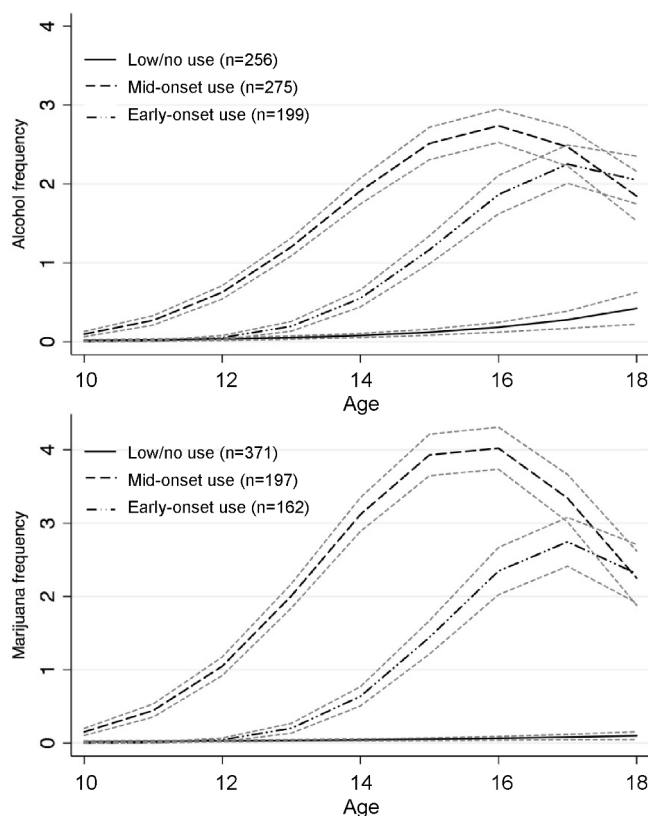 4
3
2
1
0
Alcohol frequency
Low/no use (n=256)
Mid-onset use (n=275)
Early-onset use (n=199)
10 12 14 16 18
Age
4
3
2
1
0
Marijuana frequency
Low/no use (n=371)
Mid-onset use (n=197)
Early-onset use (n=162)
10 12 14 16 18
Age